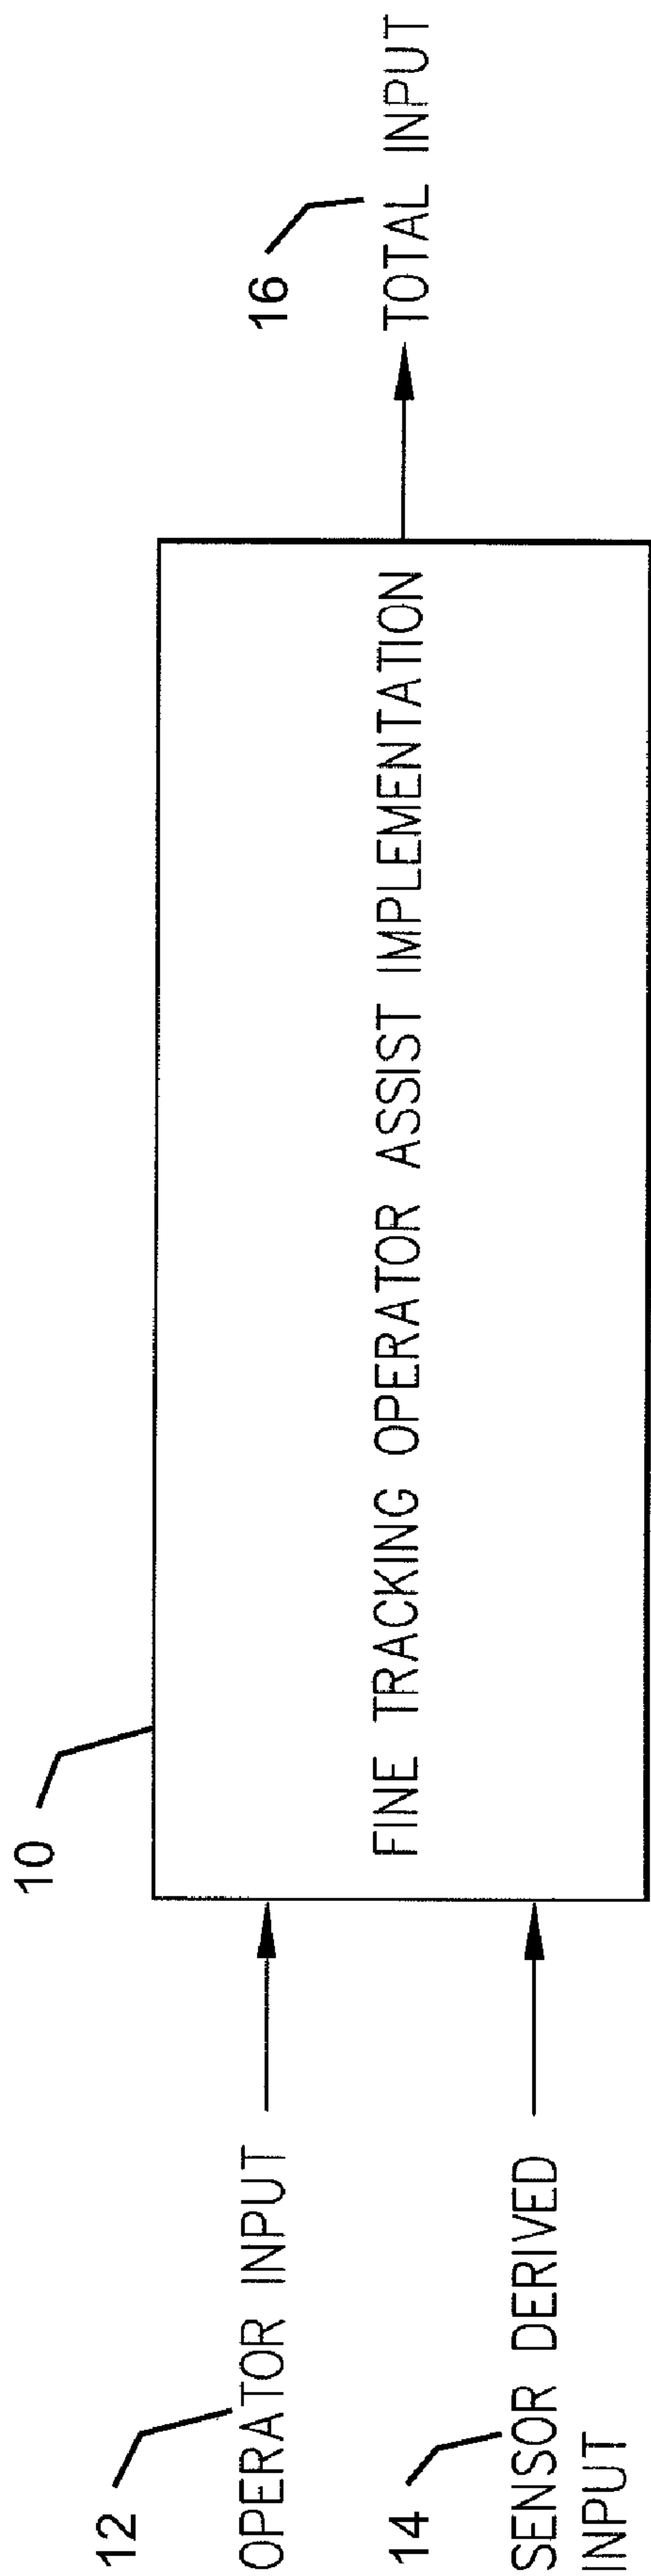 10
12
OPERATOR INPUT
14
SENSOR DERIVED
INPUT
FINE TRACKING OPERATOR ASSIST IMPLEMENTATION
16
TOTAL INPUT